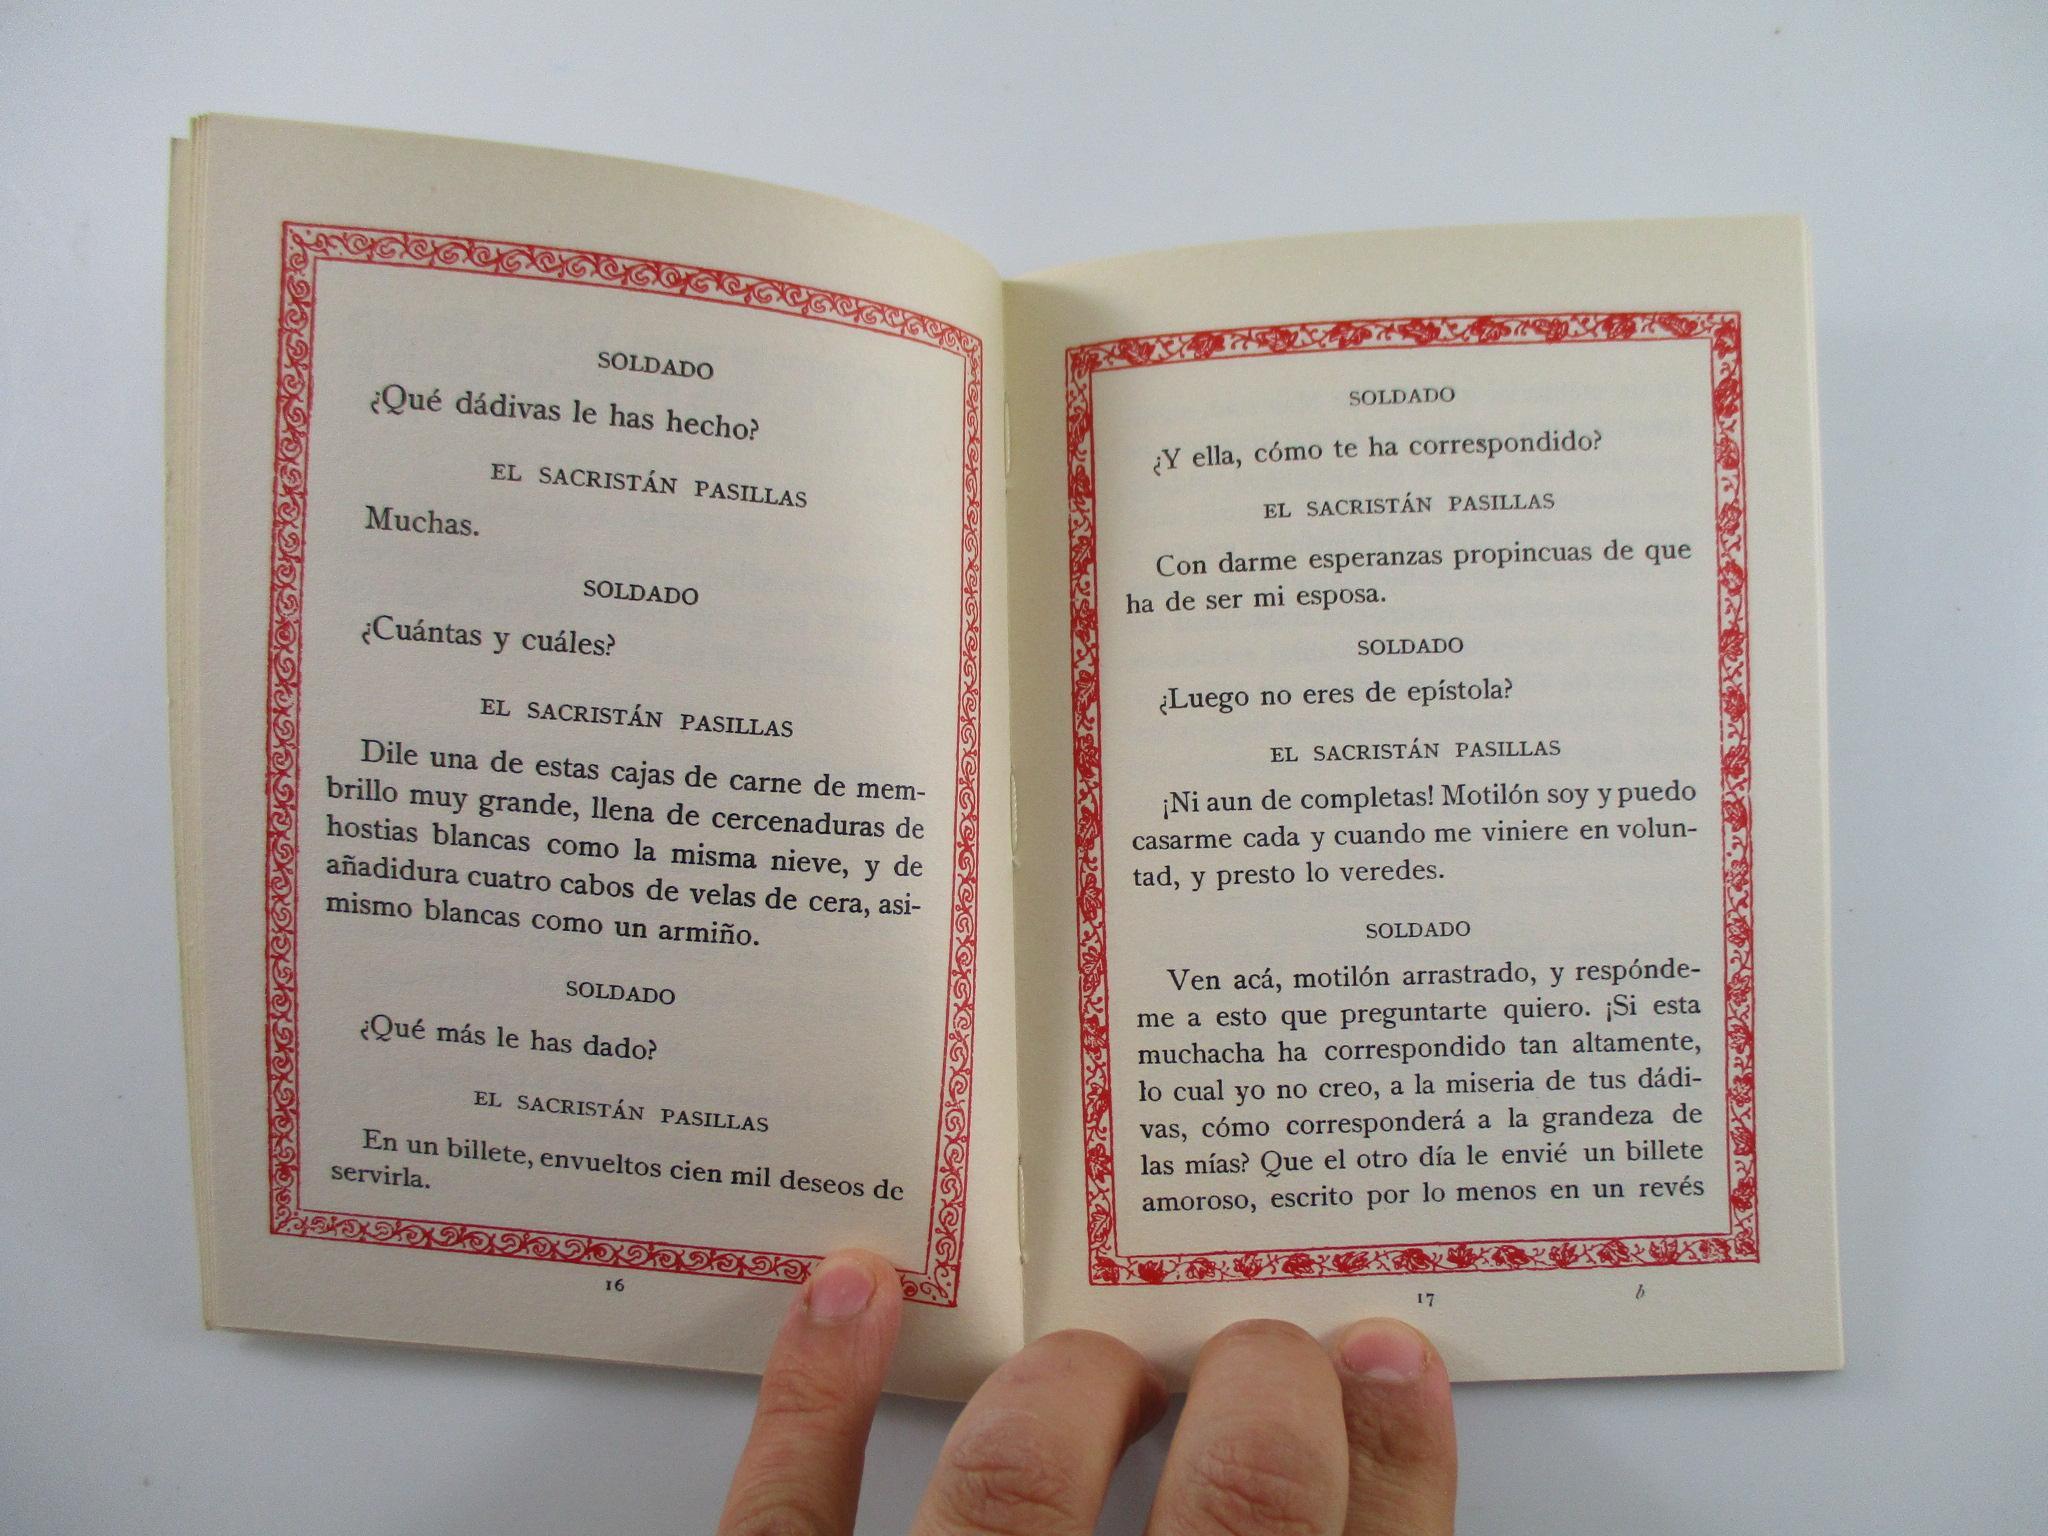 SOLDADO
¿Qué dádivas le has hecho?
EL SACRISTÁN PASILLAS
Muchas.
SOLDADO
¿Cuántas y cuáles?
EL SACRISTÁN PASILLAS
Dile una de estas cajas de carne de mem-
brillo muy grande, llena de cercenaduras de
hostias blancas como la misma nieve, y de
añadidura cuatro cabos de velas de cera, asi-
mismo blancas como un armiño.
SOLDADO
¿Qué más le has dado?
EL SACRISTÁN PASILLAS
En un billete, envueltos cien mil deseos de
servirla.
16
SOLDADO
¿Y ella, cómo te ha correspondido?
EL SACRISTÁN PASILLAS
Con darme esperanzas propincuas de que
ha de ser mi esposa.
SOLDADO
¿Luego no eres de epístola?
EL SACRISTÁN PASILLAS
¡Ni aun de completas! Motilón soy y puedo
casarme cada y cuando me viniere en volun-
tad, y presto lo veredes.
SOLDADO
Ven acá, motilón arrastrado, y respónde-
me a esto que preguntarte quiero. ¡Si esta
muchacha ha correspondido tan altamente,
lo cual yo no creo, a la miseria de tus dádi-
vas, cómo corresponderá a la grandeza de
las mías? Que el otro día le envié un billete
amoroso, escrito por lo menos en un revés
17 b